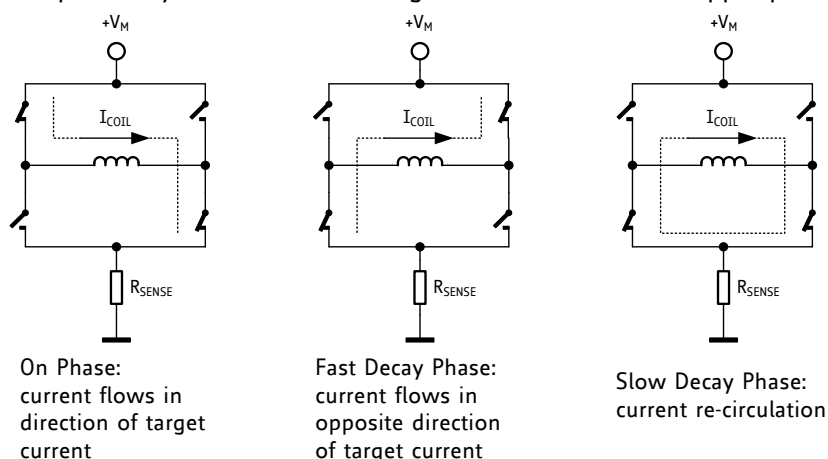 +VM
+VM
+VM
ICOIL
ICOIL
ICOIL
RSENSE
RSENSE
RSENSE
On Phase:
current flows in
direction of target
current
Fast Decay Phase:
current flows in
opposite direction
of target current
Slow Decay Phase:
current re-circulation